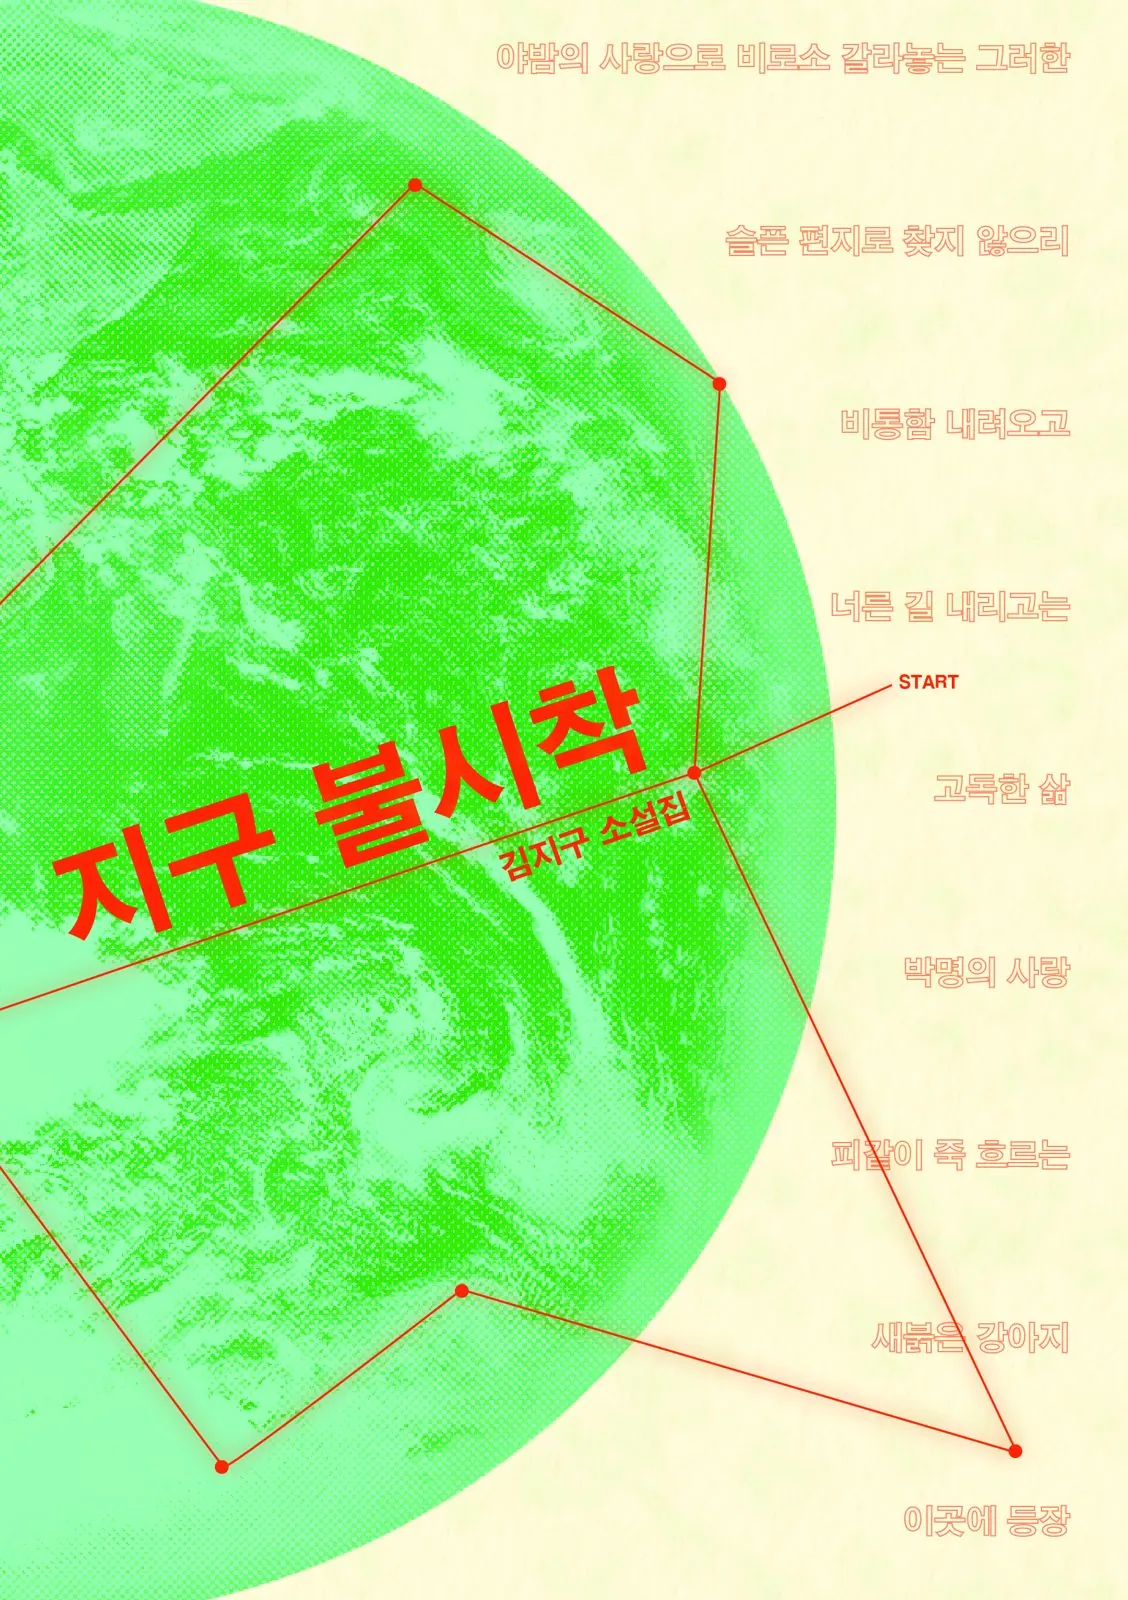 야밤의 사랑으로 비로소 갈라놓는 그러한
슬픈 편지로 찾지 않으리
비통함 내려오고
너른 길 내리고는
START
지구 불시착
김지구 소설집
고독한 삶
박명의 사랑
피같이 죽 흐르는
새붉은 강아지
이곳에 등장